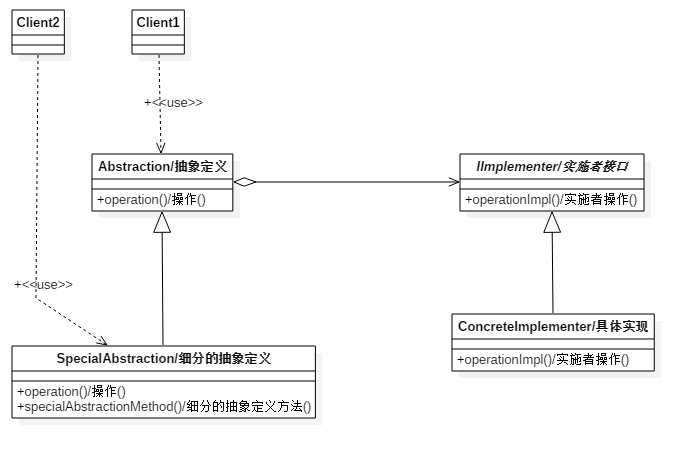 Client2
Client1
+<<use>>
Abstraction/抽象定义
+operation()/操作()
IImplementer/实施者接口
+operationImpl()/实施者操作()
+<<use>>
ConcreteImplementer/具体实现
+operationImpl()/实施者操作()
SpecialAbstraction/细分的抽象定义
+operation()/操作()
+specialAbstractionMethod()/细分的抽象定义方法()